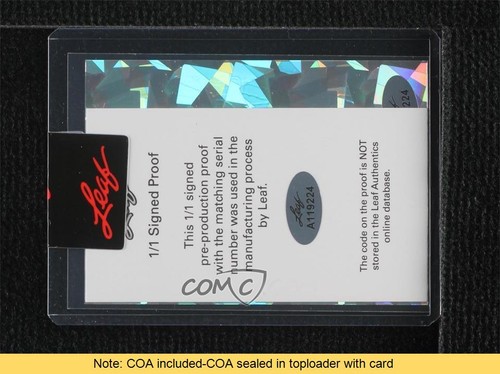 Leaf
1/1 Signed Proof
This 1/1 signed
pre-production proof
with the matching serial
number was used in the
manufacturing process
by Leaf.
COMC
Leaf
A119224
224
The code on the proof is NOT
stored in the Leaf Authentics
online database.
Note: COA included-COA sealed in toploader with card